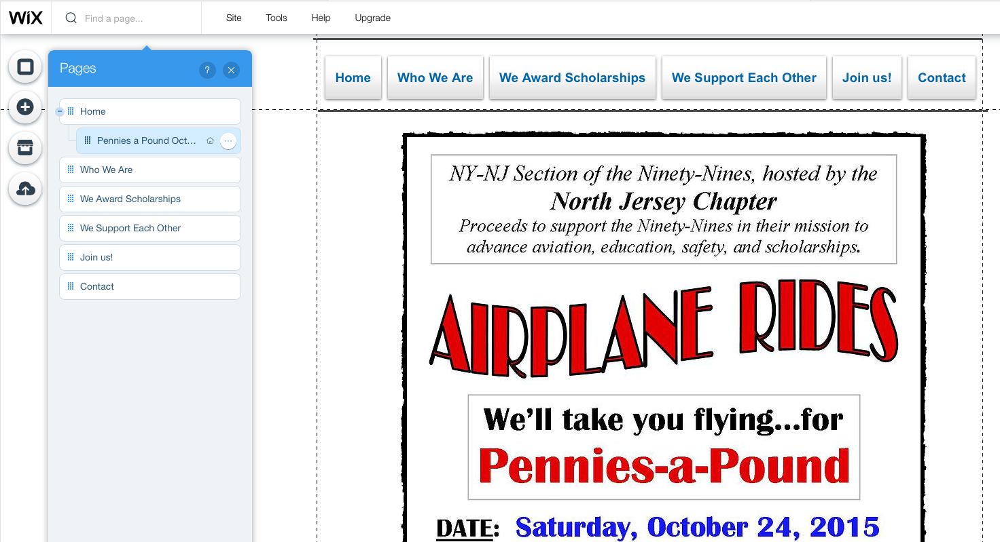 WiX
Find a page...
Site
Tools
Help
Upgrade
Pages
?
Home
Pennies a Pound Oct...
Who We Are
We Award Scholarships
We Support Each Other
Join us!
Contact
Home
Who We Are
We Award Scholarships
We Support Each Other
Join us!
Contact
NY-NJ Section of the Ninety-Nines, hosted by the
North Jersey Chapter
Proceeds to support the Ninety-Nines in their mission to
advance aviation, education, safety, and scholarships.
AIRPLANE RIDES
We'll take you flying...for
Pennies-a-Pound
DATE: Saturday, October 24, 2015